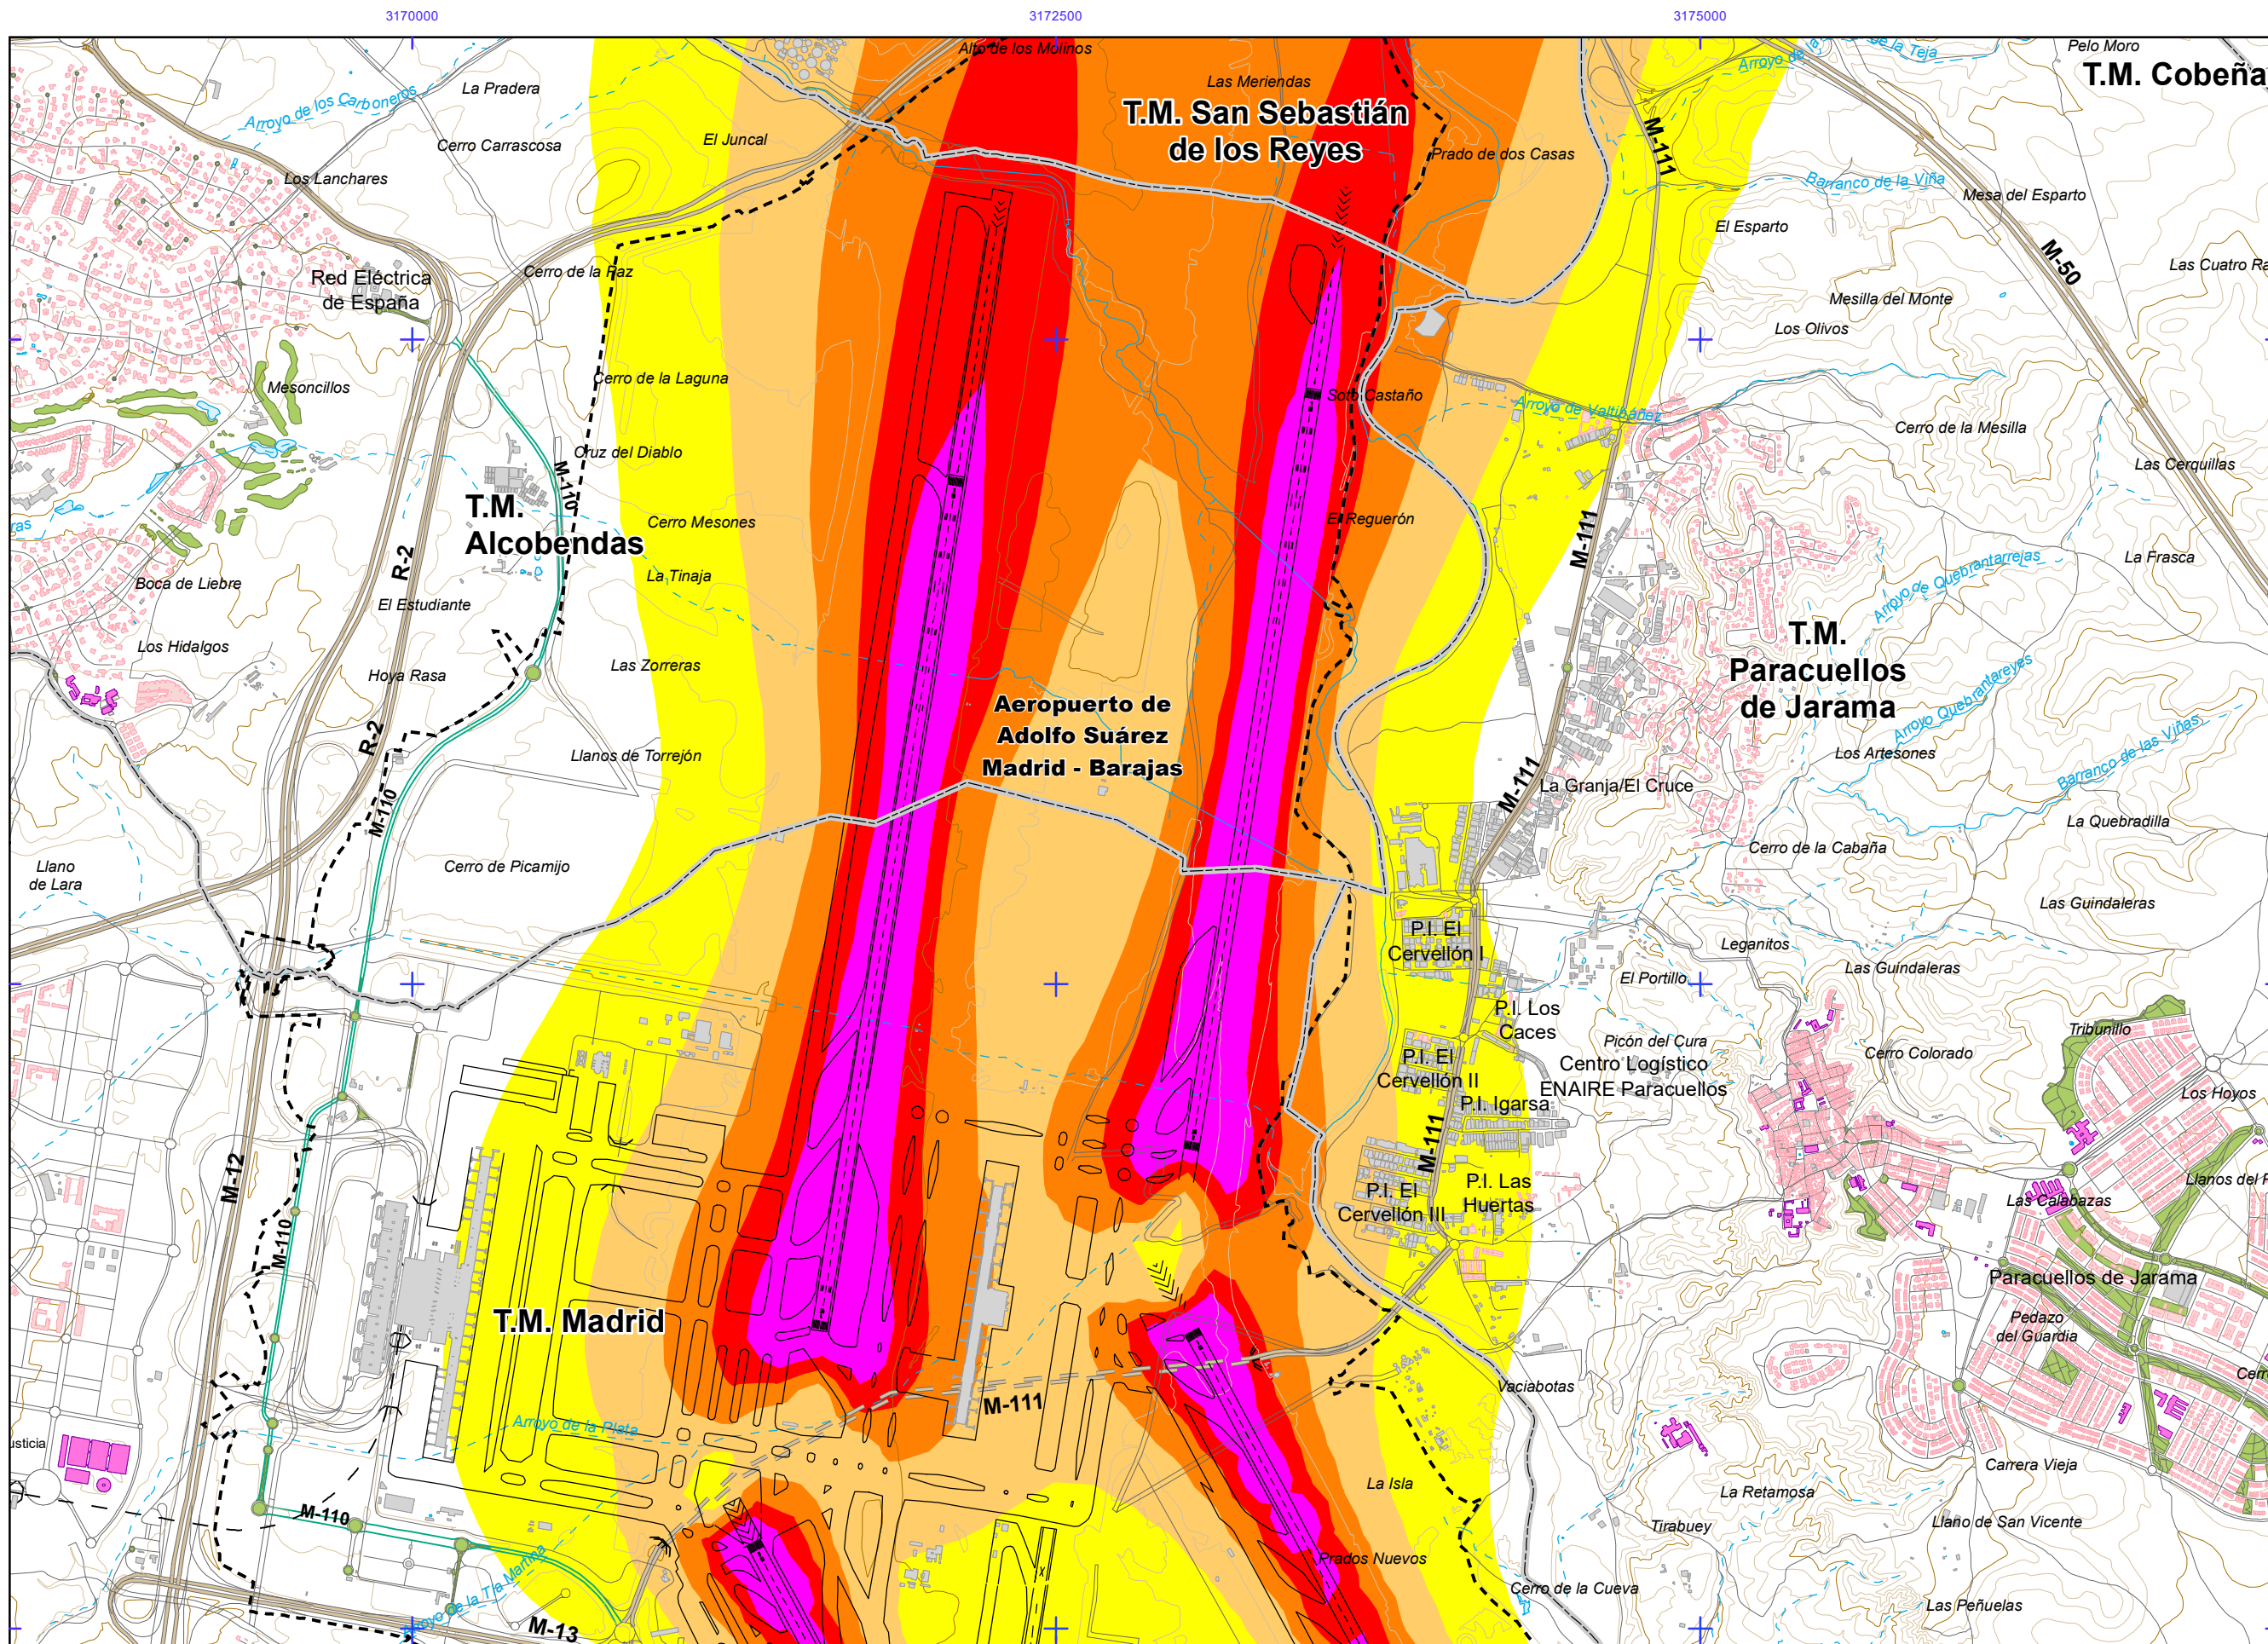 3170000
3172500
3175000
Alto de los Molinos
Pelo Moro
T.M. Cobeña
La Pradera
Las Meriendas
Arroyo de los Carboneros
T.M. San Sebastián
de los Reyes
El Juncal
Cerro Carrascosa
Prado de dos Casas
M-111
Los Lanchares
Barranco de la Viña
Mesa del Esparto
El Esparto
M-50
Red Eléctrica
de España
Cerro de la Paz
Mesilla del Monte
Los Olivos
Cerro de la Laguna
Mesoncillos
Soto Castaño
Arroyo de Valtibáñez
Cerro de la Mesilla
Cruz del Diablo
M-110
Las Cerquillas
T.M.
Alcobendas
Cerro Mesones
El Reguerón
ras
R-2
M-111
La Frasca
La Tinaja
Boca de Liebre
El Estudiante
Arroyo de Quebrantarrejas
T.M.
Paracuellos
de Jarama
Los Hidalgos
Las Zorreras
Hoya Rasa
Aeropuerto de
Adolfo Suárez
Madrid - Barajas
Arroyo Quebrantareyes
R-2
Llanos de Torrejón
Los Artesones
Barranco de las Viñas
M-111
La Granja/El Cruce
M-110
La Quebradilla
Cerro de la Cabaña
Llano
de Lara
Cerro de Picamijo
Las Guindaleras
P.I. El
Cervellón I
Leganitos
Las Guindaleras
El Portillo
P.I. Los
Caces
Tribunillo
Picón del Cura
Cerro Colorado
P.I. El
Cervellón II
Centro Logístico
ENAIRE Paracuellos
P.I. Igarsa
Los Hoyos
M-111
M-12
P.I. El
Cervellón III
P.I. Las
Huertas
Las Calabazas
M-110
Paracuellos de Jarama
T.M. Madrid
Pedazo
del Guardia
Vaciabotas
M-111
Arroyo de la Plata
usticia
Carrera Vieja
La Isla
La Retamosa
M-110
Tirabuey
Llano de San Vicente
Prados Nuevos
Cerro de la Cueva
Arroyo de la Tía Martina
Las Peñuelas
M-13